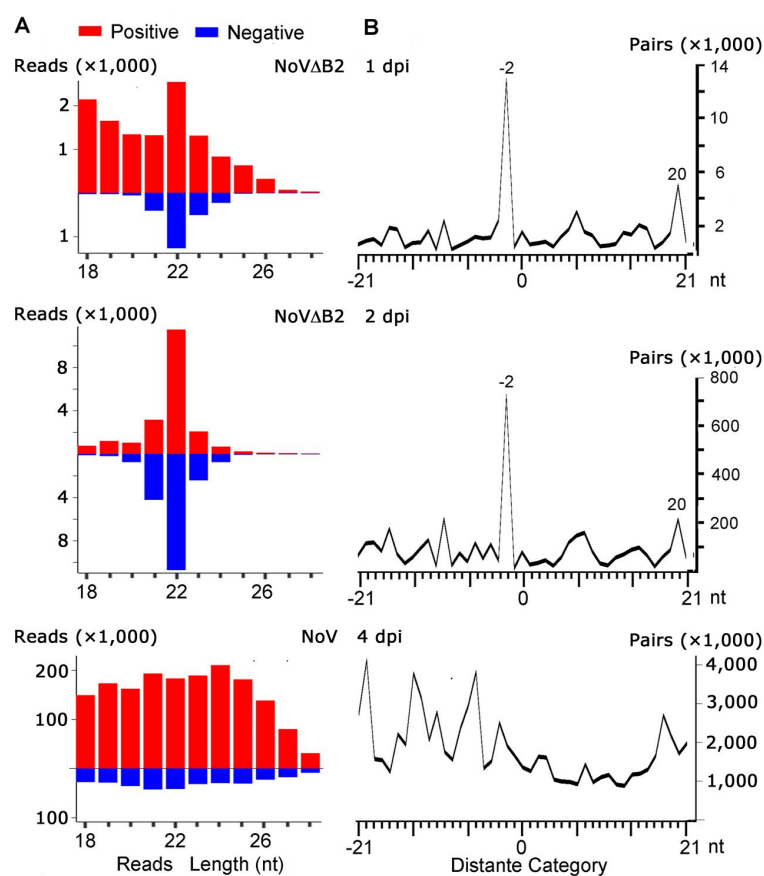 A
Positive Negative
B
Reads (×1,000)
NoVΔB2 1 dpi
Pairs (×1,000)
2
1
1
18 22 26
-2
20
14
12
10
6
2
-21 0 21 nt
Reads (×1,000)
NoVΔB2 2 dpi
Pairs (×1,000)
8
4
4
8
18 22 26
-2
20
800
600
400
200
-21 0 21 nt
Reads (×1,000)
NoV 4 dpi
Pairs (×1,000)
200
100
100
18 22 26
Reads Length (nt)
4,000
3,000
2,000
1,000
-21 0 21 nt
Distante Category